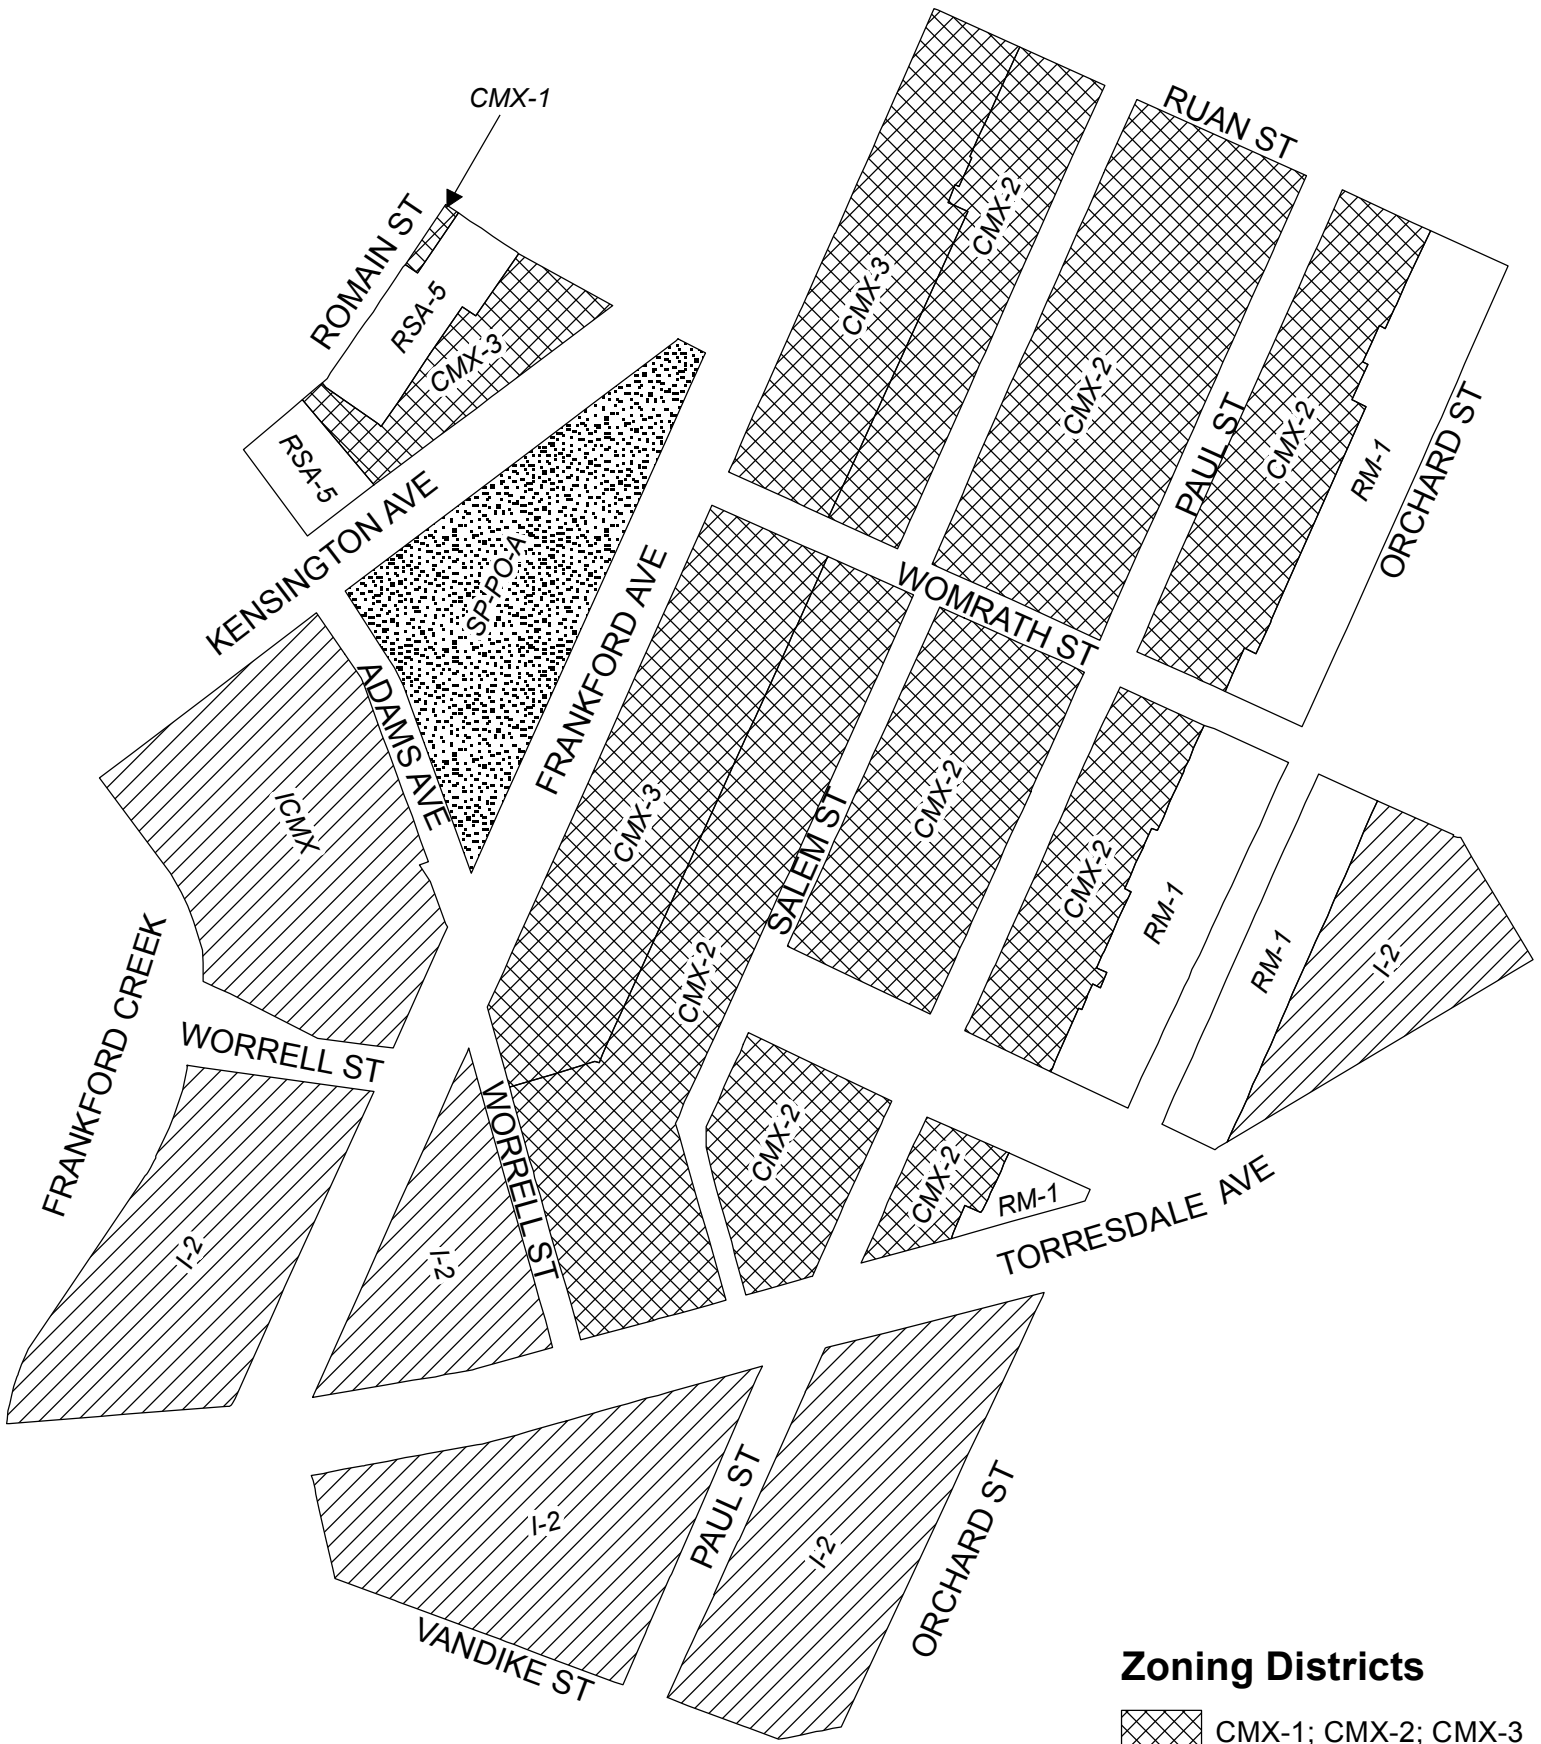 CMX-1
RUAN ST
ROMAIN ST
CMX-2
CMX-3
RSA-5
CMX-3
CMX-2
PAUL ST
CMX-2
RM-1
ORCHARD ST
RSA-5
KENSINGTON AVE
SP-PO-A
FRANKFORD AVE
WOMRATH ST
ADAMS AVE
ICMX
CMX-3
SALEM ST
CMX-2
CMX-2
RM-1
RM-1
I-2
CMX-2
FRANKFORD CREEK
WORRELL ST
WORRELL ST
CMX-2
CMX-2
RM-1
TORRESDALE AVE
I-2
I-2
I-2
PAUL ST
I-2
ORCHARD ST
VANDIKE ST
Zoning Districts
CMX-1; CMX-2; CMX-3